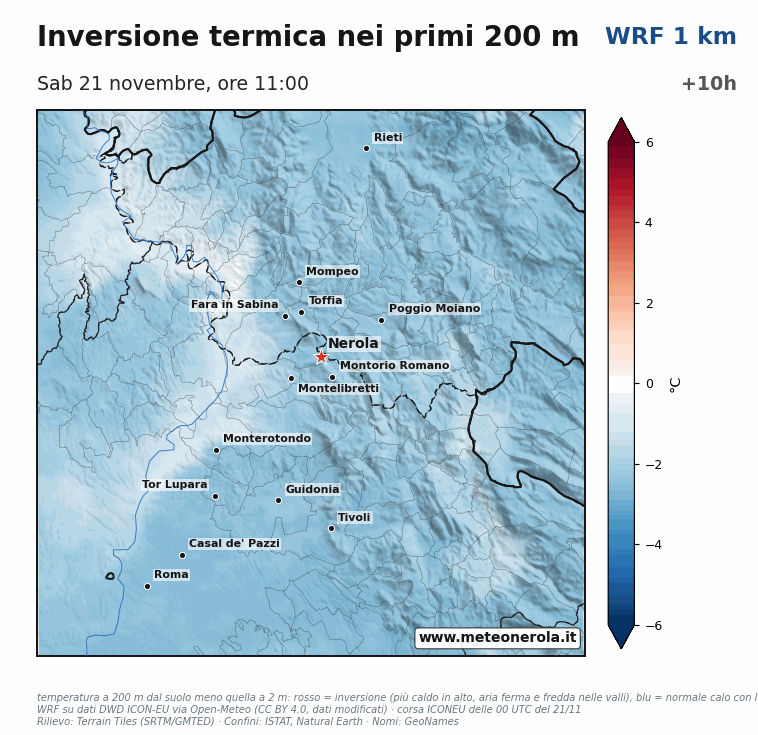 Inversione termica nei primi 200 m
WRF 1 km
Sab 21 novembre, ore 11:00
+10h
Rieti
Mompeo
Toffia
Fara in Sabina
Poggio Moiano
Nerola
Montorio Romano
Montelibretti
Monterotondo
Tor Lupara
Guidonia
Tivoli
Casal de' Pazzi
Roma
www.meteonerola.it
6
4
2
0
−2
−4
−6
°C
temperatura a 200 m dal suolo meno quella a 2 m: rosso = inversione (più caldo in alto, aria ferma e fredda nelle valli), blu = normale calo con l
WRF su dati DWD ICON-EU via Open-Meteo (CC BY 4.0, dati modificati) · corsa ICONEU delle 00 UTC del 21/11
Rilievo: Terrain Tiles (SRTM/GMTED) · Confini: ISTAT, Natural Earth · Nomi: GeoNames